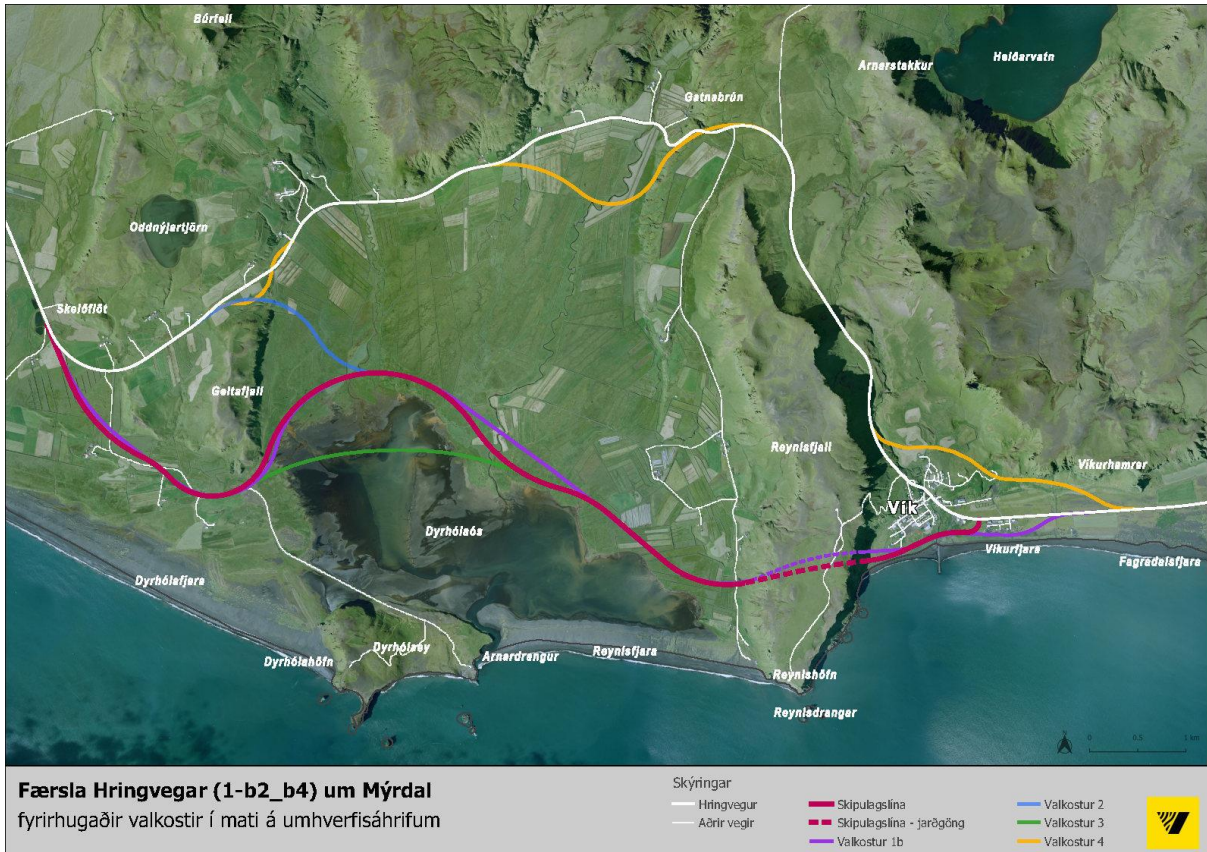 Búrfell
Arnarstakkur
Heiðarvatn
Gatnabrún
Oddnýjartjörn
Skeiðflöt
Geitafjall
Reynisfjall
Víkurhamrar
Vík
Dyrhólaós
Víkurfjara
Fagradalsfjara
Dyrhólafjara
Dyrhólaey
Dyrhólahöfn
Arnardrangur
Reynisfjara
Reynishöfn
Reynisdrangar
0 0.5 1 km
Færsla Hringvegar (1-b2_b4) um Mýrdal
fyrirhugaðir valkostir í mati á umhverfisáhrifum
Skýringar
Hringvegur
Aðrir vegir
Skipulagslína
Skipulagslína - jarðgöng
Valkostur 1b
Valkostur 2
Valkostur 3
Valkostur 4